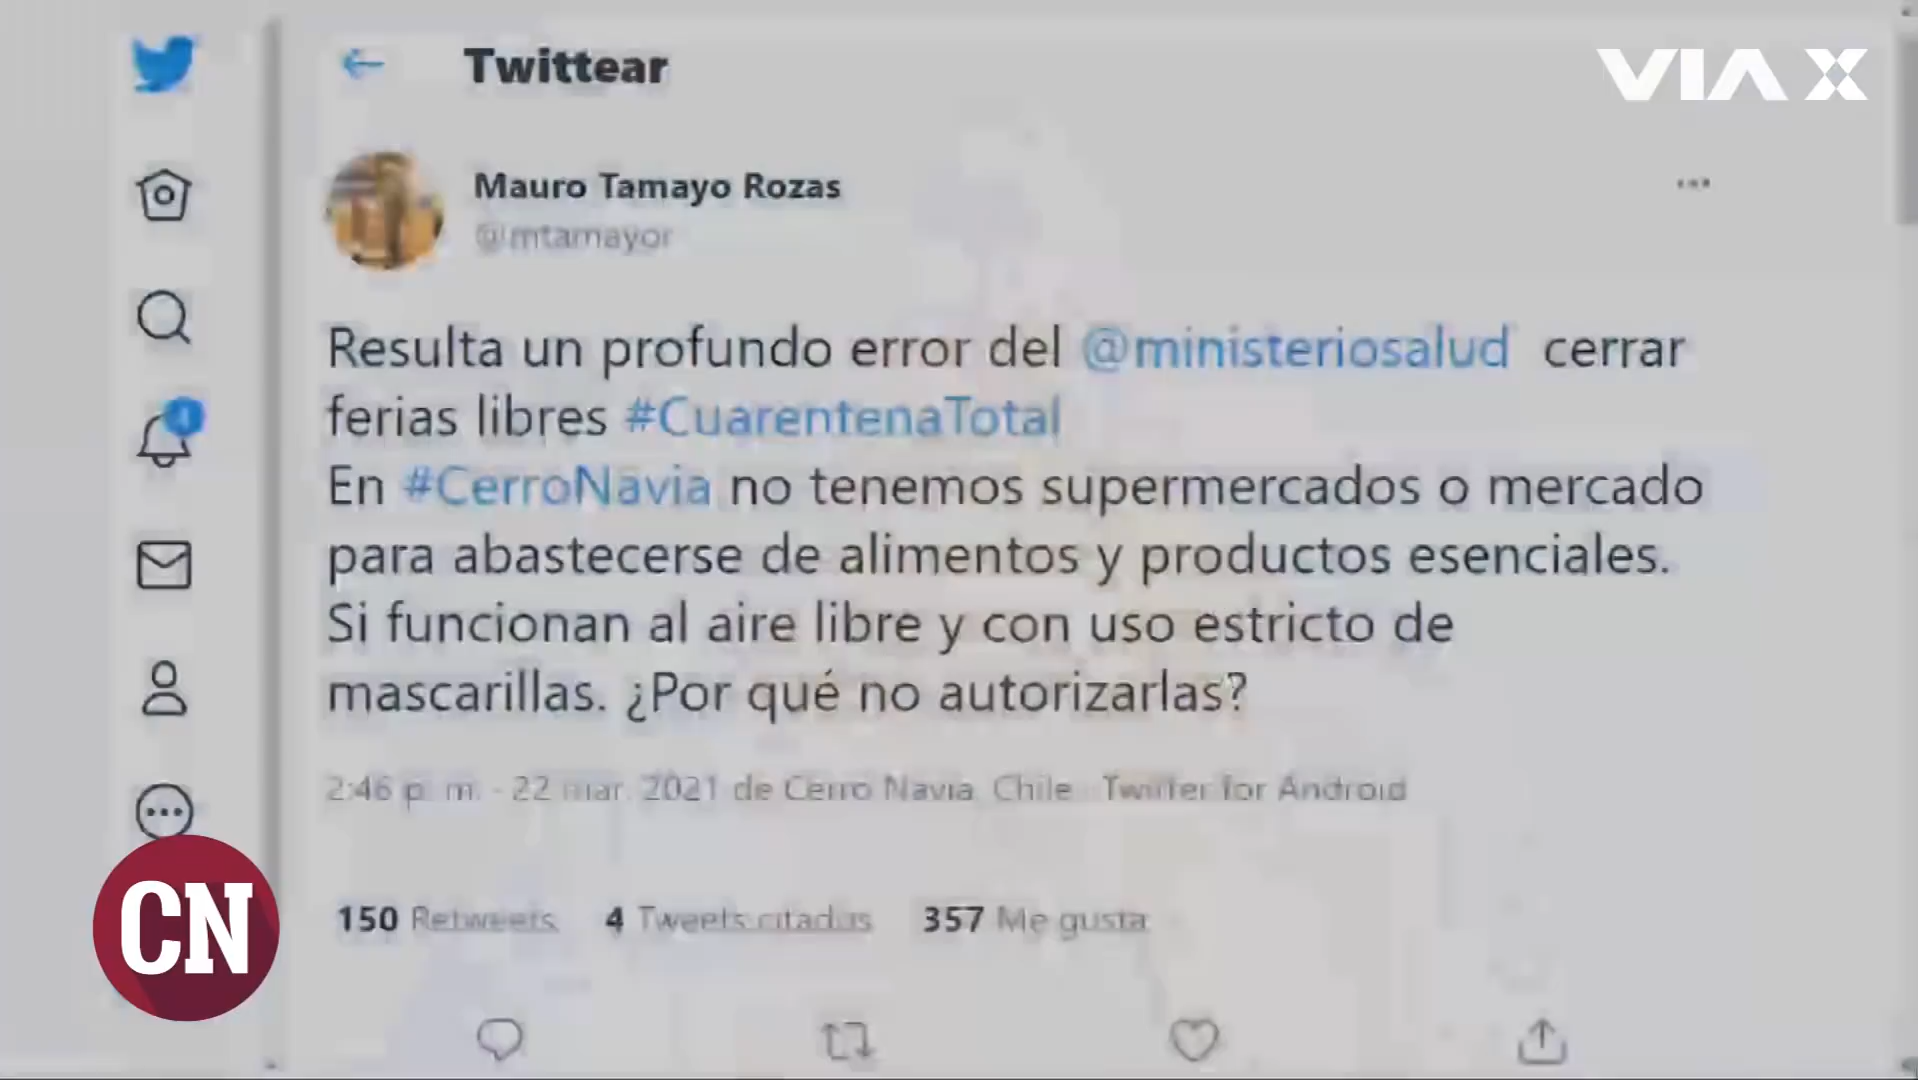 Twittear
VIA X
Mauro Tamayo Rozas
@mtamayor
Resulta un profundo error del @ministeriosalud cerrar
ferias libres #CuarentenaTotal
En #CerroNavia no tenemos supermercados o mercado
para abastecerse de alimentos y productos esenciales.
Si funcionan al aire libre y con uso estricto de
mascarillas. ¿Por qué no autorizarlas?
2:46 p. m. · 22 mar. 2021 de Cerro Navia, Chile · Twitter for Android
150 Retweets 4 Tweets citados 357 Me gusta
CN